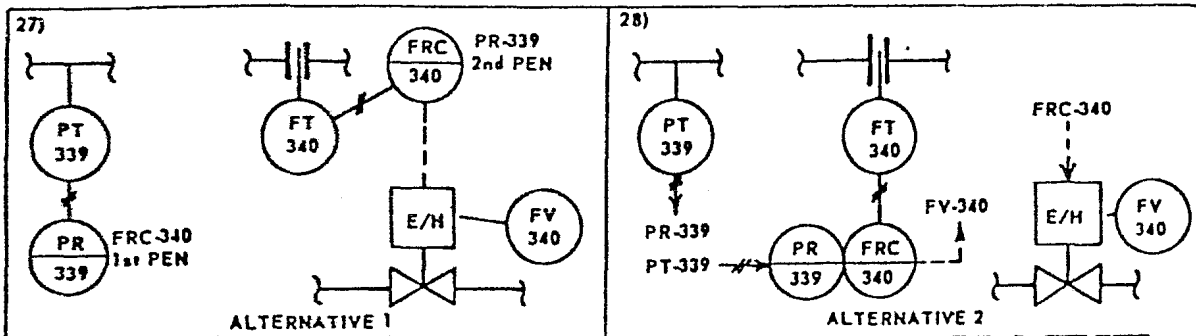 27)
PT
339
PR
339
FRC-340
1st PEN
FT
340
FRC
340
PR-339
2nd PEN
E/H
FV
340
ALTERNATIVE 1
28)
PT
339
PR-339
PT-339
PR
339
FT
340
FRC
340
FV-340
FRC-340
E/H
FV
340
ALTERNATIVE 2